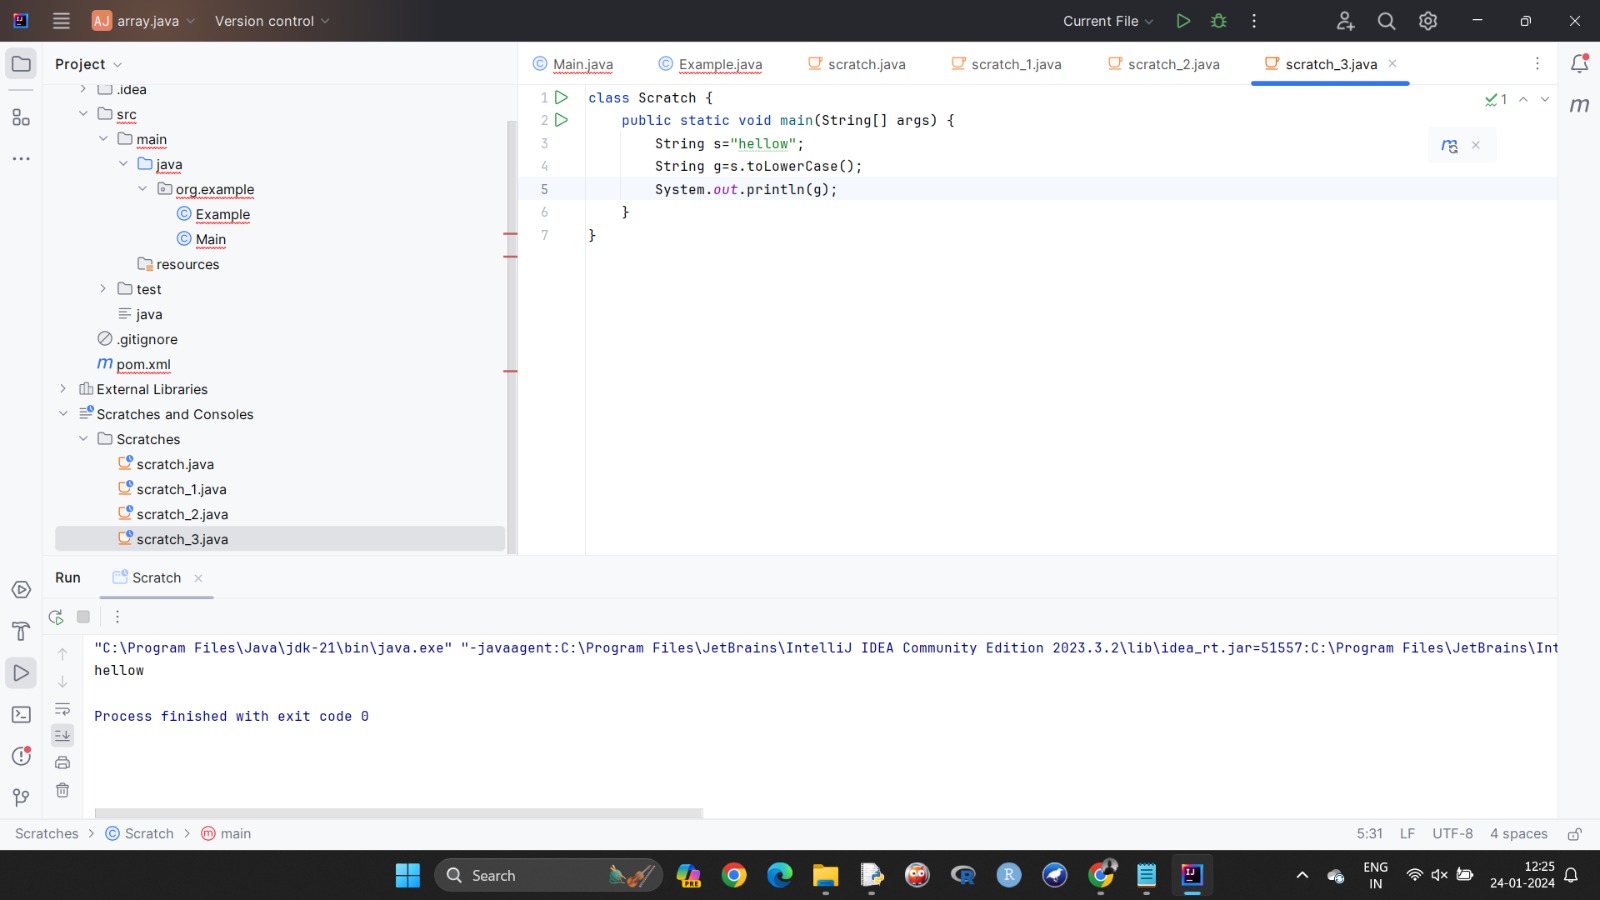 AJ array.java Version control Current File
Project
Main.java Example.java scratch.java scratch_1.java scratch_2.java scratch_3.java
.idea
src
main
java
org.example
Example
Main
resources
test
java
.gitignore
pom.xml
External Libraries
Scratches and Consoles
Scratches
scratch.java
scratch_1.java
scratch_2.java
scratch_3.java
1 class Scratch {
2 public static void main(String[] args) {
3 String s="hellow";
4 String g=s.toLowerCase();
5 System.out.println(g);
6 }
7 }
1
m
Run Scratch
"C:\Program Files\Java\jdk-21\bin\java.exe" "-javaagent:C:\Program Files\JetBrains\IntelliJ IDEA Community Edition 2023.3.2\lib\idea_rt.jar=51557:C:\Program Files\JetBrains\Int
hellow
Process finished with exit code 0
Scratches > Scratch > main 5:31 LF UTF-8 4 spaces
Search PRE ENG IN 12:25 24-01-2024